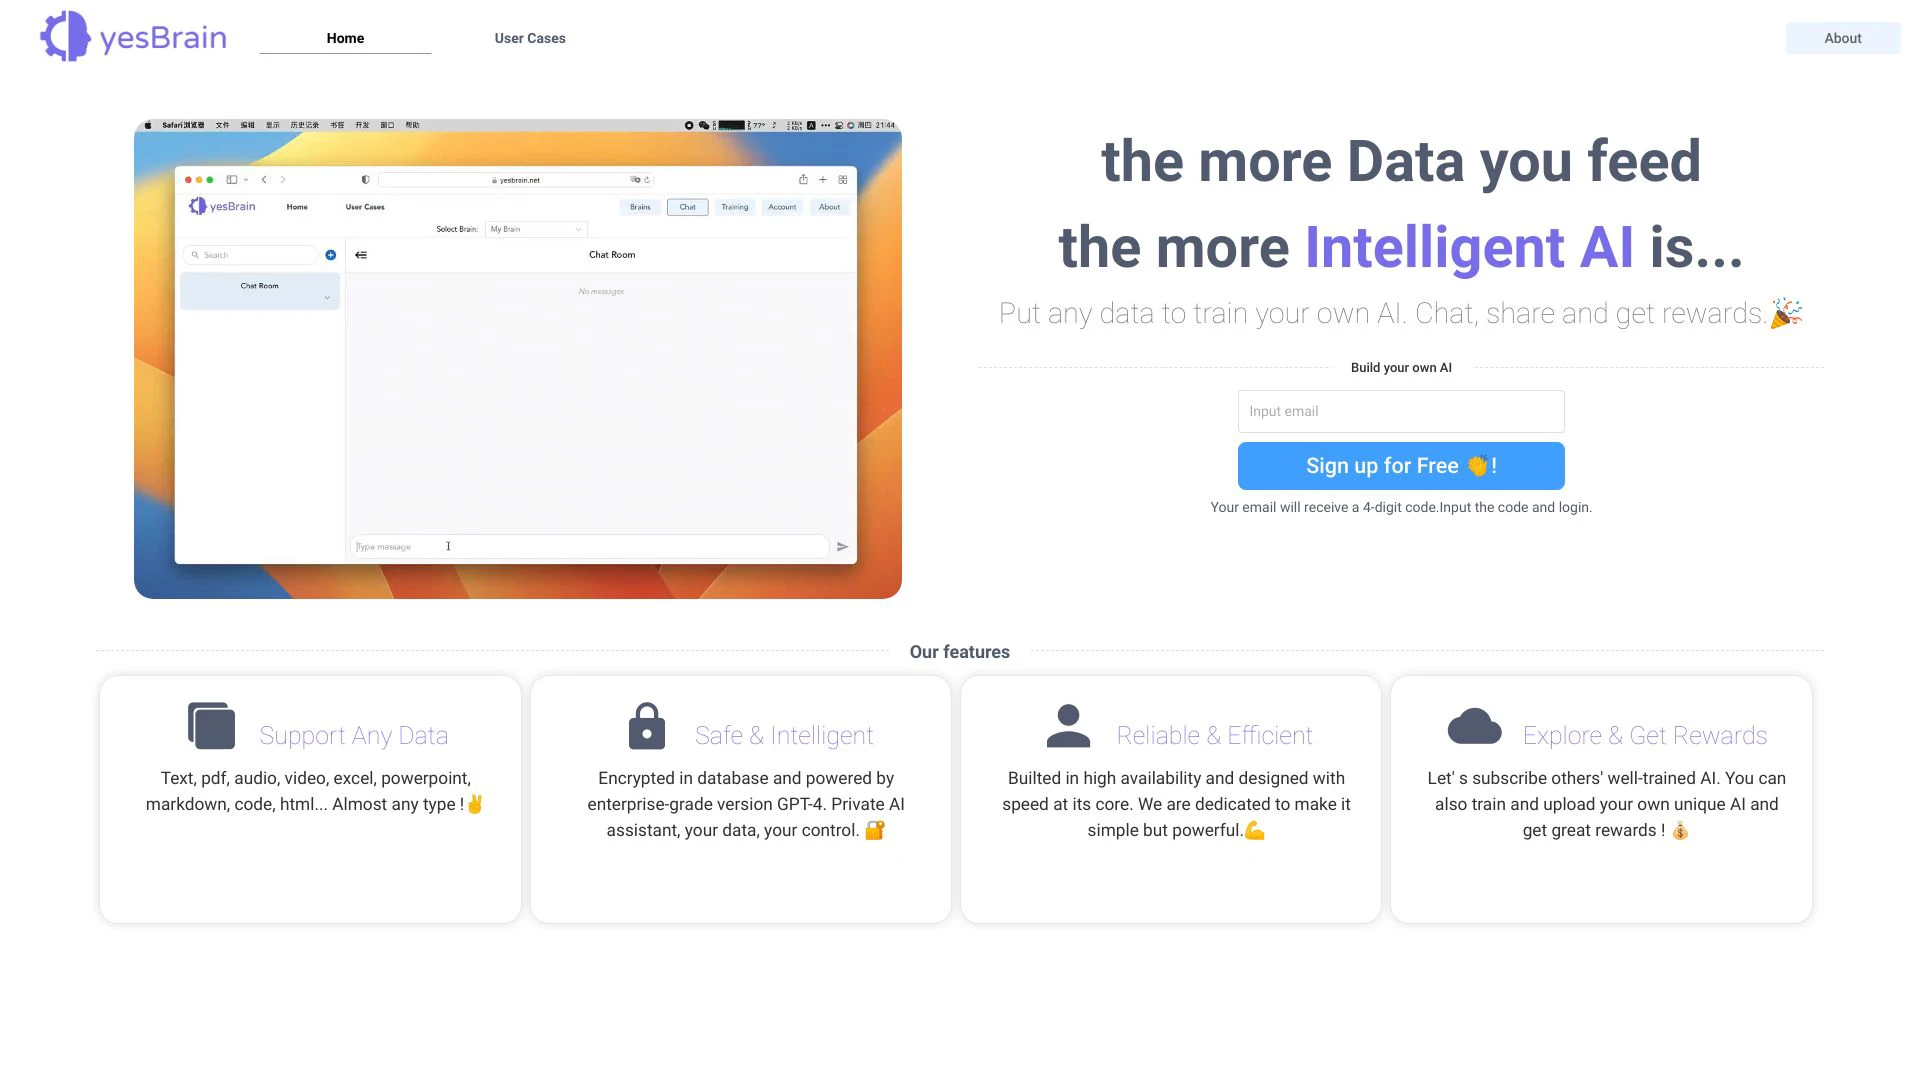 yesBrain
Home
User Cases
About
Safari浏览器 文件 编辑 显示 历史记录 书签 开发 窗口 帮助
77° 周四 21:44
yesbrain.net
yesBrain
Home
User Cases
Brains
Chat
Training
Account
About
Select Brain: My Brain
Search
Chat Room
Chat Room
No messages
Type message
the more Data you feed
the more Intelligent AI is...
Put any data to train your own AI. Chat, share and get rewards.🎉
Build your own AI
Input email
Sign up for Free 👏!
Your email will receive a 4-digit code.Input the code and login.
Our features
Support Any Data
Text, pdf, audio, video, excel, powerpoint,
markdown, code, html... Almost any type !✌
Safe & Intelligent
Encrypted in database and powered by
enterprise-grade version GPT-4. Private AI
assistant, your data, your control. 🔐
Reliable & Efficient
Builted in high availability and designed with
speed at its core. We are dedicated to make it
simple but powerful.💪
Explore & Get Rewards
Let' s subscribe others' well-trained AI. You can
also train and upload your own unique AI and
get great rewards ! 💰